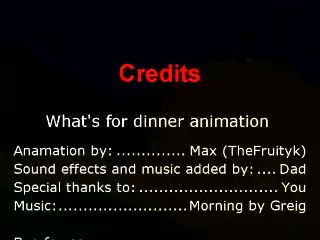 Credits
What's for dinner animation
Anamation by: .............. Max (TheFruityk)
Sound effects and music added by: .... Dad
Special thanks to: ........................... You
Music:.........................Morning by Greig